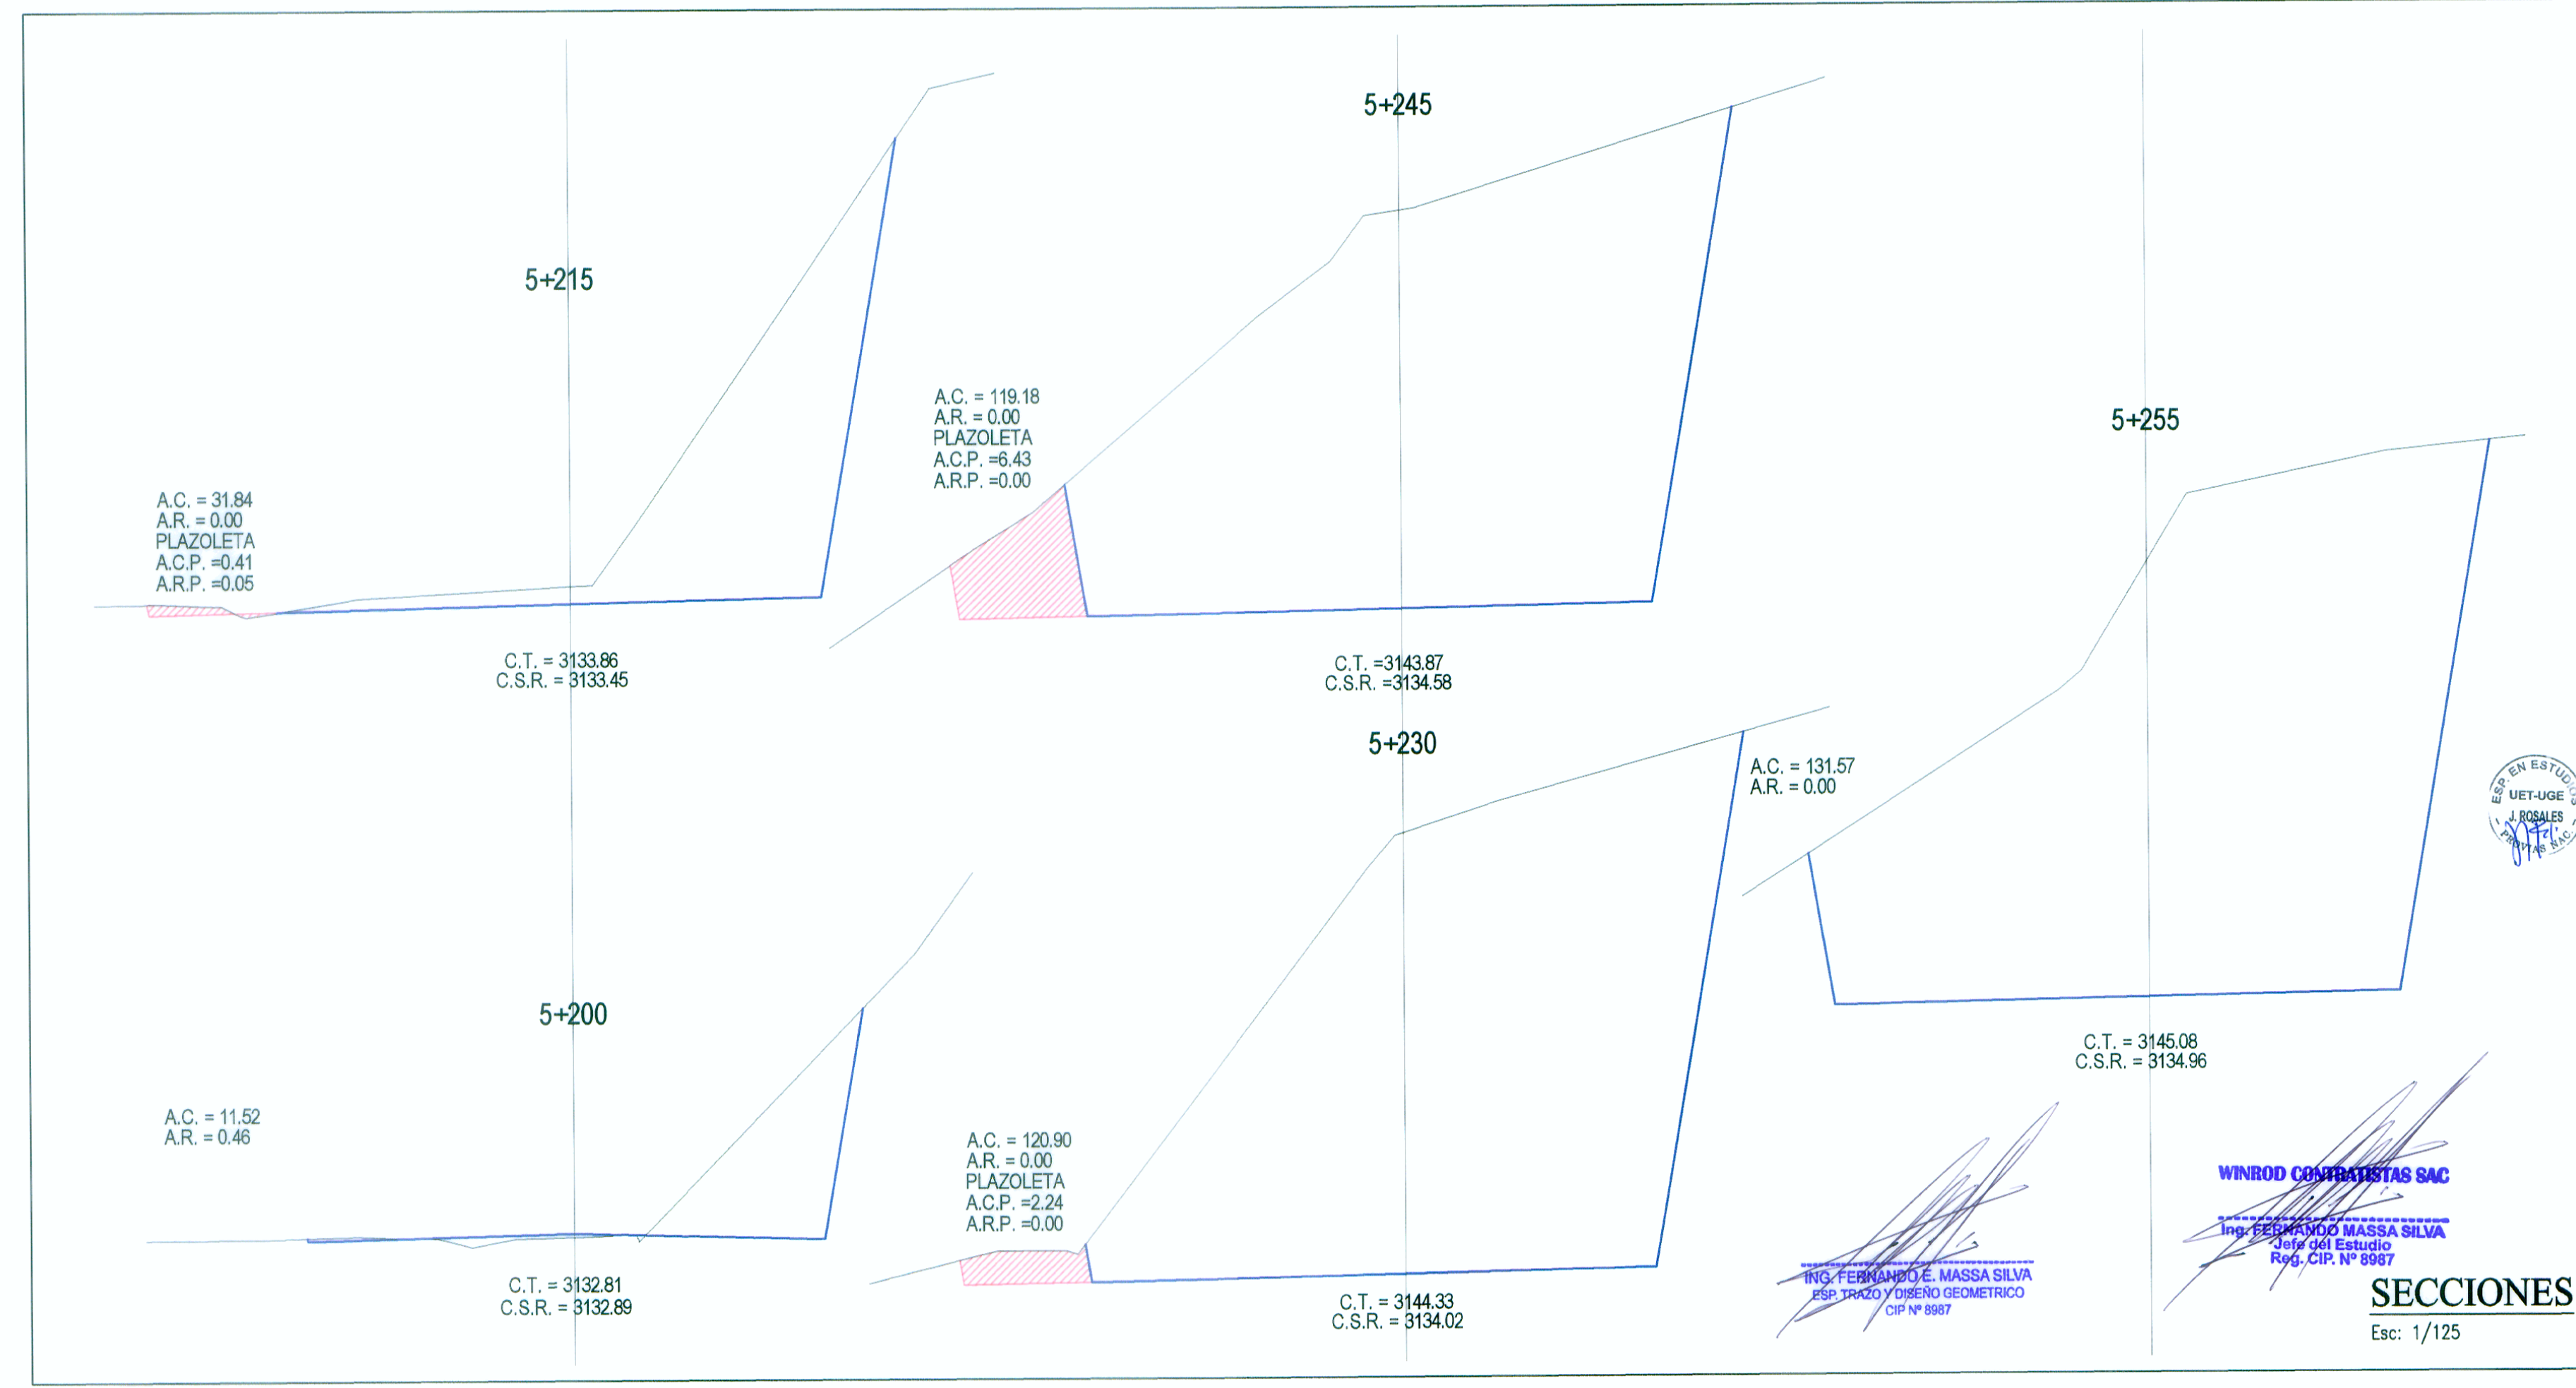 5+215
A.C. = 31.84
A.R. = 0.00
PLAZOLETA
A.C.P. =0.41
A.R.P. =0.05
C.T. = 3133.86
C.S.R. = 3133.45
5+200
A.C. = 11.52
A.R. = 0.46
C.T. = 3132.81
C.S.R. = 3132.89
5+245
A.C. = 119.18
A.R. = 0.00
PLAZOLETA
A.C.P. =6.43
A.R.P. =0.00
C.T. =3143.87
C.S.R. =3134.58
5+230
A.C. = 120.90
A.R. = 0.00
PLAZOLETA
A.C.P. =2.24
A.R.P. =0.00
C.T. = 3144.33
C.S.R. = 3134.02
5+255
A.C. = 131.57
A.R. = 0.00
C.T. = 3145.08
C.S.R. = 3134.96
ESP. EN ESTUDIOS
UET-UGE
J. ROSALES
PROVIAS NAC.
ING. FERNANDO E. MASSA SILVA
ESP. TRAZO Y DISEÑO GEOMETRICO
CIP Nº 8987
WINROD CONTRATISTAS SAC
Ing. FERNANDO MASSA SILVA
Jefe del Estudio
Reg. CIP. Nº 8987
SECCIONES
Esc: 1/125